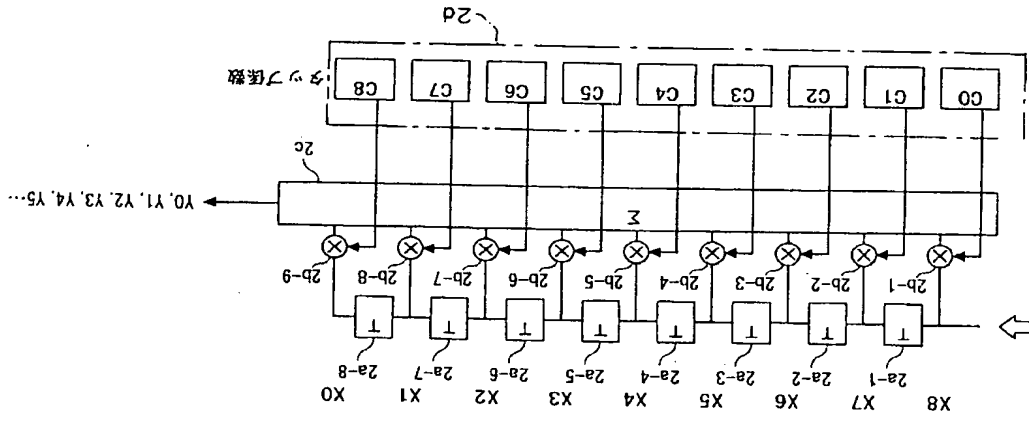 X8 X7 X6 X5 X4 X3 X2 X1 X0
2a-1 2a-2 2a-3 2a-4 2a-5 2a-6 2a-7 2a-8
T T T T T T T T
2b-1 2b-2 2b-3 2b-4 2b-5 2b-6 2b-7 2b-8 2b-9
Σ
Y0, Y1, Y2, Y3, Y4, Y5…
2c
C0 C1 C2 C3 C4 C5 C6 C7 C8
タップ係数
2d